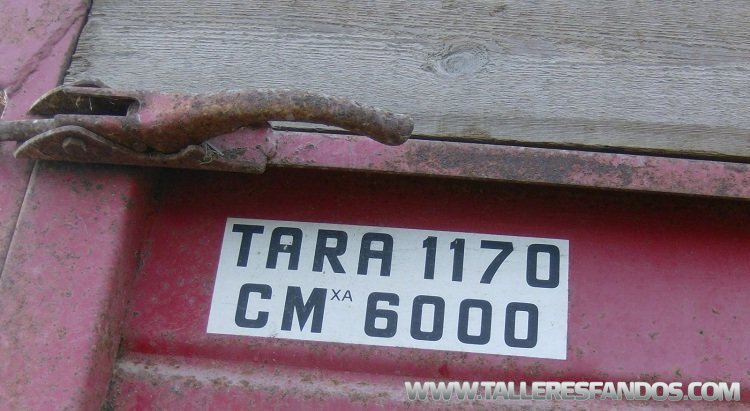 TARA 1170
CM XA 6000
WWW.TALLERESFANDOS.COM